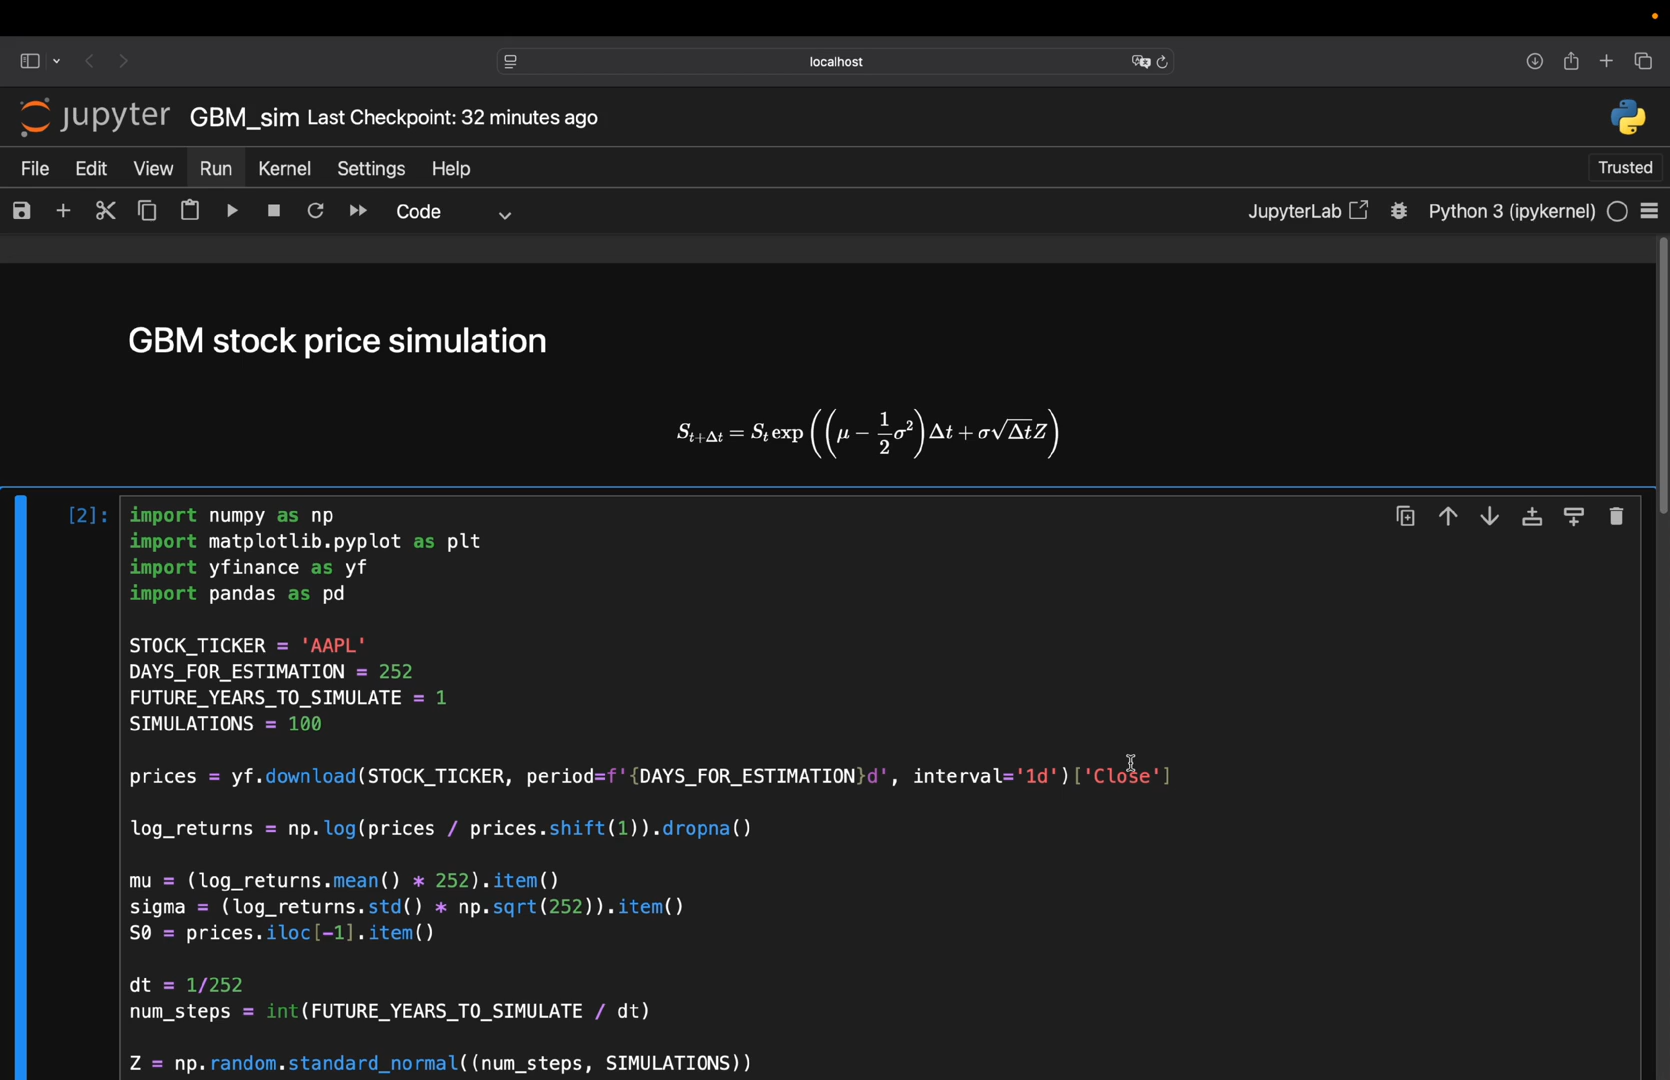 localhost
jupyter GBM_sim Last Checkpoint: 32 minutes ago
File Edit View Run Kernel Settings Help Trusted
Code JupyterLab Python 3 (ipykernel)
GBM stock price simulation
S_{t+Δt} = S_t exp((μ − 1/2 σ²)Δt + σ√Δt Z)
[2]: import numpy as np
import matplotlib.pyplot as plt
import yfinance as yf
import pandas as pd
STOCK_TICKER = 'AAPL'
DAYS_FOR_ESTIMATION = 252
FUTURE_YEARS_TO_SIMULATE = 1
SIMULATIONS = 100
prices = yf.download(STOCK_TICKER, period=f'{DAYS_FOR_ESTIMATION}d', interval='1d')['Close']
log_returns = np.log(prices / prices.shift(1)).dropna()
mu = (log_returns.mean() * 252).item()
sigma = (log_returns.std() * np.sqrt(252)).item()
S0 = prices.iloc[-1].item()
dt = 1/252
num_steps = int(FUTURE_YEARS_TO_SIMULATE / dt)
Z = np.random.standard_normal((num_steps, SIMULATIONS))